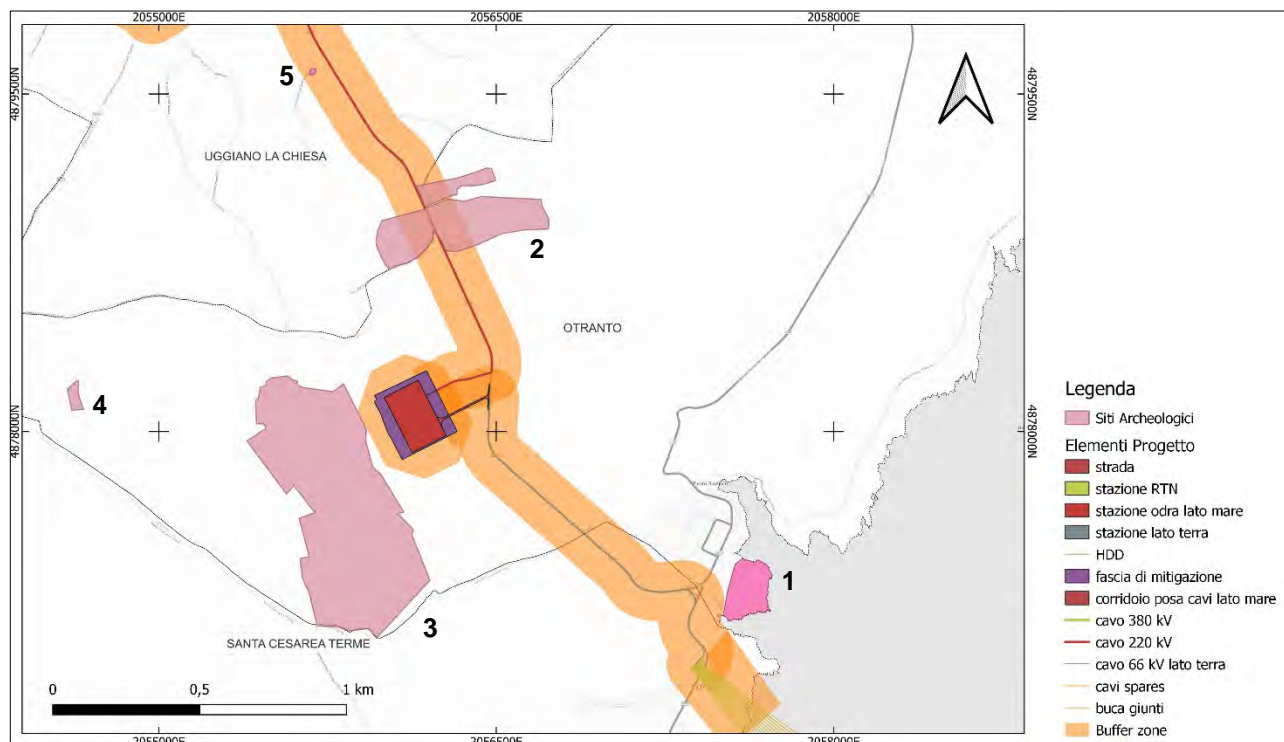 2055000E
2056500E
2058000E
4879500N
4879500N
5
UGGIANO LA CHIESA
2
OTRANTO
4
4878000N
4878000N
1
3
SANTA CESAREA TERME
0
0,5
1 km
2055000E
2056500E
2058000E
Legenda
Siti Archeologici
Elementi Progetto
strada
stazione RTN
stazione odra lato mare
stazione lato terra
HDD
fascia di mitigazione
corridoio posa cavi lato mare
cavo 380 kV
cavo 220 kV
cavo 66 kV lato terra
cavi spares
buca giunti
Buffer zone